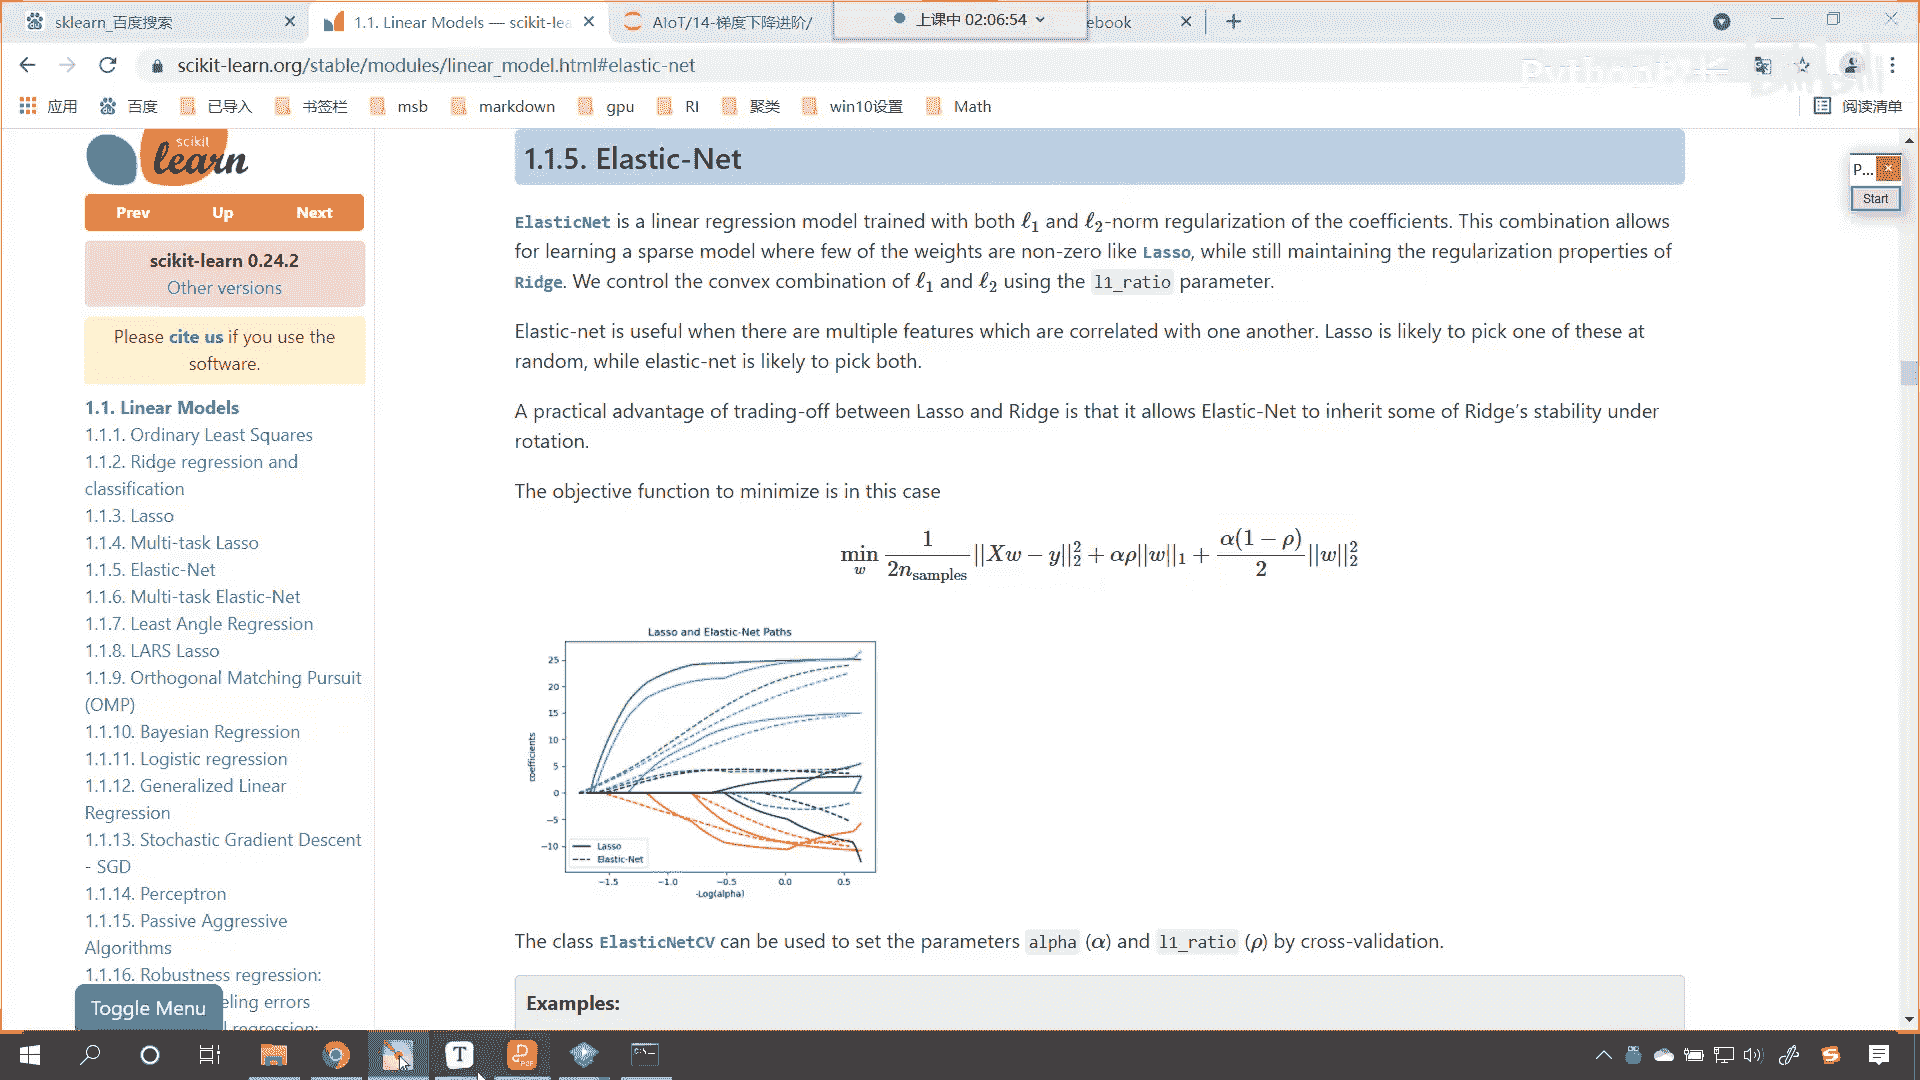 sklearn_百度搜索
1.1. Linear Models — scikit-lea
AIoT/14-梯度下降进阶/
上课中 02:06:54
ebook
scikit-learn.org/stable/modules/linear_model.html#elastic-net
应用
百度
已导入
书签栏
msb
markdown
gpu
RI
聚类
win10设置
Math
阅读清单
scikit
learn
Prev Up Next
scikit-learn 0.24.2
Other versions
Please cite us if you use the
software.
1.1. Linear Models
1.1.1. Ordinary Least Squares
1.1.2. Ridge regression and
classification
1.1.3. Lasso
1.1.4. Multi-task Lasso
1.1.5. Elastic-Net
1.1.6. Multi-task Elastic-Net
1.1.7. Least Angle Regression
1.1.8. LARS Lasso
1.1.9. Orthogonal Matching Pursuit
(OMP)
1.1.10. Bayesian Regression
1.1.11. Logistic regression
1.1.12. Generalized Linear
Regression
1.1.13. Stochastic Gradient Descent
- SGD
1.1.14. Perceptron
1.1.15. Passive Aggressive
Algorithms
1.1.16. Robustness regression:
eling errors
regression:
Toggle Menu
1.1.5. Elastic-Net
ElasticNet is a linear regression model trained with both ℓ1 and ℓ2-norm regularization of the coefficients. This combination allows
for learning a sparse model where few of the weights are non-zero like Lasso, while still maintaining the regularization properties of
Ridge. We control the convex combination of ℓ1 and ℓ2 using the l1_ratio parameter.
Elastic-net is useful when there are multiple features which are correlated with one another. Lasso is likely to pick one of these at
random, while elastic-net is likely to pick both.
A practical advantage of trading-off between Lasso and Ridge is that it allows Elastic-Net to inherit some of Ridge’s stability under
rotation.
The objective function to minimize is in this case
min_w 1/(2n_samples) ||Xw − y||_2^2 + αρ||w||_1 + α(1 − ρ)/2 ||w||_2^2
Lasso and Elastic-Net Paths
25
20
15
10
5
0
−5
−10
coefficients
Lasso
Elastic-Net
−1.5 −1.0 −0.5 0.0 0.5
-Log(alpha)
The class ElasticNetCV can be used to set the parameters alpha (α) and l1_ratio (ρ) by cross-validation.
Examples:
P...
Start